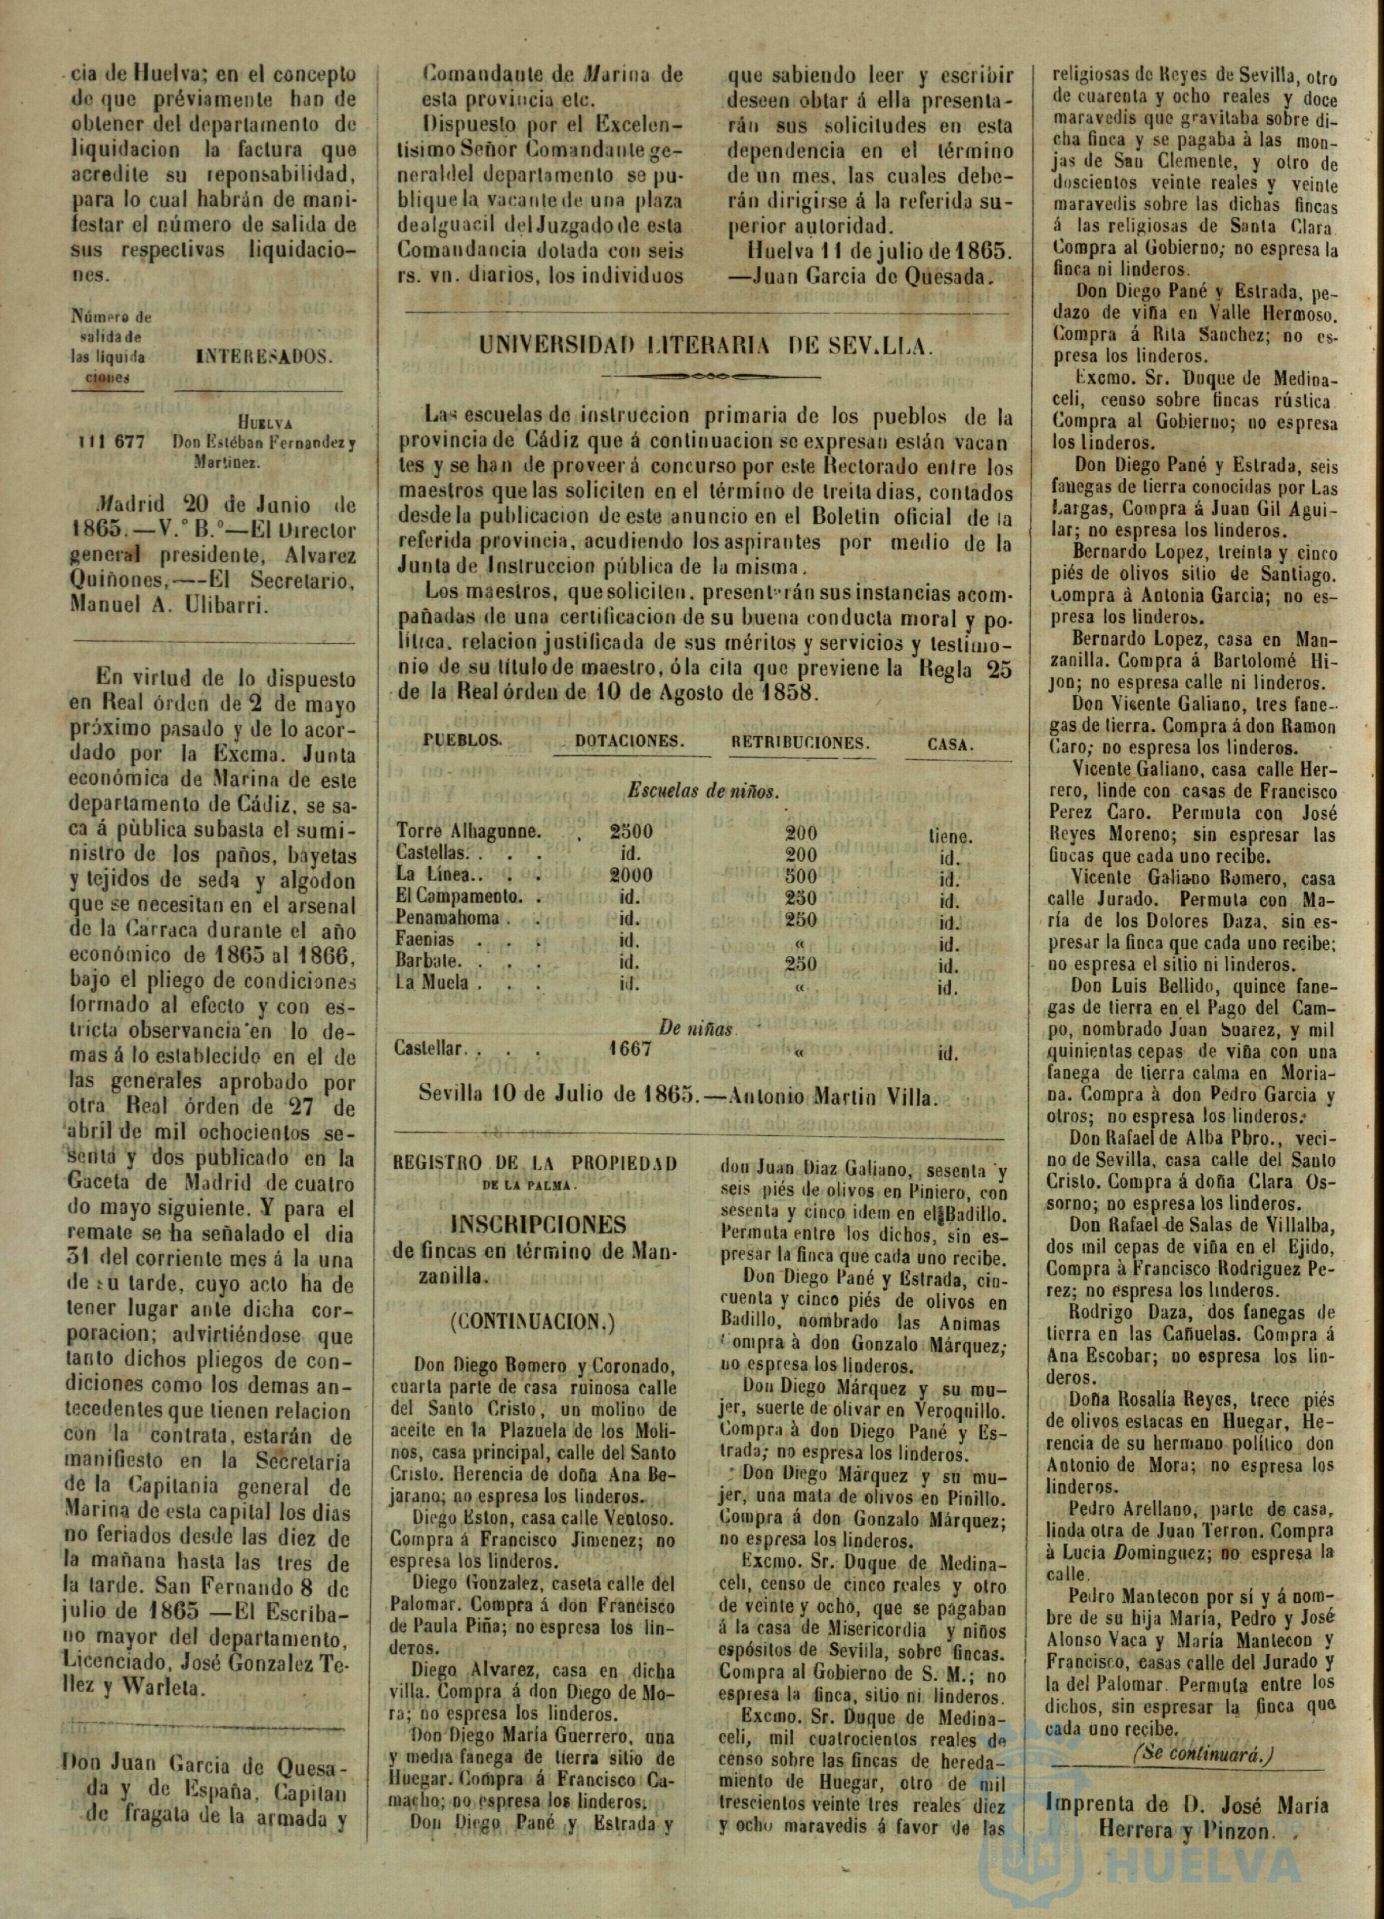 cia de Huelva; en el concepto
de que préviamente han de
obtener del departamento de
liquidacion la factura que
acredite su reponsabilidad,
para lo cual habrán de mani-
festar el número de salida de
sus respectivas liquidacio-
nes.
Número de
salida de
las liquida
ciones
INTERESADOS.
HUELVA
111 677 Don Estéban Fernandez y
Martinez.
Madrid 20 de Junio de
1865.—V.° B.°—El Director
general presidente, Alvarez
Quiñones,—-El Secretario,
Manuel A. Ulibarri.
En virtud de lo dispuesto
en Real órden de 2 de mayo
próximo pasado y de lo acor-
dado por la Excma. Junta
económica de Marina de este
departamento de Cádiz, se sa-
ca á pùblica subasta el sumi-
nistro de los paños, bayetas
y tejidos de seda y algodon
que se necesitan en el arsenal
de la Carraca durante el año
económico de 1865 al 1866,
bajo el pliego de condiciones
formado al efecto y con es-
tricta observancia en lo de-
mas á lo establecido en el de
las generales aprobado por
otra Real órden de 27 de
abril de mil ochocientos se-
senta y dos publicado en la
Gaceta de Madrid de cuatro
do mayo siguiente. Y para el
remate se ha señalado el dia
31 del corriente mes á la una
de su tarde, cuyo acto ha de
tener lugar ante dicha cor-
poracion; advirtiéndose que
tanto dichos pliegos de con-
diciones como los demas an-
tecedentes que tienen relacion
con la contrata, estarán de
manifiesto en la Secretaría
de la Capitania general de
Marina de esta capital los dias
no feriados desde las diez de
la mañana hasta las tres de
la tarde. San Fernando 8 de
julio de 1865 —El Escriba-
no mayor del departamento,
Licenciado, José Gonzalez Te-
llez y Warleta.
Don Juan Garcia de Quesa-
da y de España, Capitan
de fragata de la armada y
Comandante de Marina de
esta provincia etc.
Dispuesto por el Excelen-
tisimo Señor Comandante ge-
neral del departamento se pu-
blique la vacante de una plaza
de alguacil del Juzgado de esta
Comandancia dotada con seis
rs. vn. diarios, los individuos
que sabiendo leer y escribir
deseen obtar á ella presenta-
rán sus solicitudes en esta
dependencia en el término
de un mes, las cuales debe-
rán dirigirse á la referida su-
perior autoridad.
Huelva 11 de julio de 1865.
—Juan Garcia de Quesada.
UNIVERSIDAD LITERARIA DE SEVILLA.
Las escuelas de instruccion primaria de los pueblos de la
provincia de Cádiz que á continuacion se expresan están vacan
tes y se han de proveer á concurso por este Rectorado entre los
maestros que las soliciten en el término de treita dias, contados
desde la publicacion de este anuncio en el Boletin oficial de la
referida provincia, acudiendo los aspirantes por medio de la
Junta de Instruccion pública de la misma.
Los maestros, que soliciten, presentarán sus instancias acom-
pañadas de una certificacion de su buena conducta moral y po-
lítica, relacion justificada de sus méritos y servicios y testimo-
nio de su título de maestro, ó la cita que previene la Regla 25
de la Real órden de 10 de Agosto de 1858.
PUEBLOS. DOTACIONES. RETRIBUCIONES. CASA.
Escuelas de niños.
Torre Alhagunne. . 2500 200 tiene.
Castellas. . . . id. 200 id.
La Línea.. . . 2000 500 id.
El Campamento. . id. 250 id.
Penamahoma . . id. 250 id.
Faenias . . . id. « id.
Barbate. . . . id. 250 id.
La Muela . . . id. « id.
De niñas
Castellar. . . . 1667 « id.
Sevilla 10 de Julio de 1865.—Antonio Martin Villa.
REGISTRO DE LA PROPIEDAD
DE LA PALMA.
INSCRIPCIONES
de fincas en término de Man-
zanilla.
(CONTINUACION.)
Don Diego Romero y Coronado,
cuarta parte de casa ruinosa calle
del Santo Cristo, un molino de
aceite en la Plazuela de los Moli-
nos, casa principal, calle del Santo
Cristo. Herencia de doña Ana Be-
jarano; no espresa los linderos.
Diego Eston, casa calle Ventoso.
Compra á Francisco Jimenez; no
espresa los linderos.
Diego Gonzalez, caseta calle del
Palomar. Compra á don Francisco
de Paula Piña; no espresa los lin-
deros.
Diego Alvarez, casa en dicha
villa. Compra á don Diego de Mo-
ra; no espresa los linderos.
Don Diego María Guerrero, una
y media fanega de tierra sitio de
Huegar. Compra á Francisco Ca-
macho; no espresa los linderos.
Don Diego Pané y Estrada y
don Juan Diaz Galiano, sesenta y
seis piés de olivos en Piniero, con
sesenta y cinco idem en el Badillo.
Permuta entre los dichos, sin es-
presar la finca que cada uno recibe.
Don Diego Pané y Estrada, cin-
cuenta y cinco piés de olivos en
Badillo, nombrado las Animas
Compra à don Gonzalo Márquez;
no espresa los linderos.
Don Diego Márquez y su mu-
jer, suerte de olivar en Veroquillo.
Compra à don Diego Pané y Es-
trada; no espresa los linderos.
Don Diego Márquez y su mu-
jer, una mata de olivos en Pinillo.
Compra á don Gonzalo Márquez;
no espresa los linderos.
Excmo. Sr. Duque de Medina-
celi, censo de cinco reales y otro
de veinte y ocho, que se pagaban
á la casa de Misericordia y niños
espósitos de Sevilla, sobre fincas.
Compra al Gobierno de S. M.; no
espresa la finca, sitio ni linderos.
Excmo. Sr. Duque de Medina-
celi, mil cuatrocientos reales de
censo sobre las fincas de hereda-
miento de Huegar, otro de mil
trescientos veinte tres reales diez
y ocho maravedis á favor de las
religiosas de Reyes de Sevilla, otro
de cuarenta y ocho reales y doce
maravedis que gravitaba sobre di-
cha finca y se pagaba à las mon-
jas de San Clemente, y otro de
doscientos veinte reales y veinte
maravedis sobre las dichas fincas
á las religiosas de Santa Clara
Compra al Gobierno; no espresa la
finca ni linderos.
Don Diego Pané y Estrada, pe-
dazo de viña en Valle Hermoso.
Compra á Rita Sanchez; no es-
presa los linderos.
Excmo. Sr. Duque de Medina-
celi, censo sobre fincas rústica
Compra al Gobierno; no espresa
los linderos.
Don Diego Pané y Estrada, seis
fanegas de tierra conocidas por Las
Largas, Compra á Juan Gil Agui-
lar; no espresa los linderos.
Bernardo Lopez, treinta y cinco
piés de olivos sitio de Santiago.
Compra à Antonia Garcia; no es-
presa los linderos.
Bernardo Lopez, casa en Man-
zanilla. Compra á Bartolomé Hi-
jon; no espresa calle ni linderos.
Don Vicente Galiano, tres fane-
gas de tierra. Compra á don Ramon
Caro; no espresa los linderos.
Vicente Galiano, casa calle Her-
rero, linde con casas de Francisco
Perez Caro. Permuta con José
Reyes Moreno; sin espresar las
fincas que cada uno recibe.
Vicente Galiano Romero, casa
calle Jurado. Permuta con Ma-
ría de los Dolores Daza, sin es-
presar la finca que cada uno recibe;
no espresa el sitio ni linderos.
Don Luis Bellido, quince fane-
gas de tierra en el Pago del Cam-
po, nombrado Juan Suarez, y mil
quinientas cepas de viña con una
fanega de tierra calma en Moria-
na. Compra à don Pedro Garcia y
otros; no espresa los linderos.
Don Rafael de Alba Pbro., veci-
no de Sevilla, casa calle del Santo
Cristo. Compra á doña Clara Os-
sorno; no espresa los linderos.
Don Rafael de Salas de Villalba,
dos mil cepas de viña en el Ejido,
Compra à Francisco Rodriguez Pe-
rez; no espresa los linderos.
Rodrigo Daza, dos fanegas de
tierra en las Cañuelas. Compra á
Ana Escobar; no espresa los lin-
deros.
Doña Rosalía Reyes, trece piés
de olivos estacas en Huegar, He-
rencia de su hermano político don
Antonio de Mora; no espresa los
linderos.
Pedro Arellano, parte de casa,
linda otra de Juan Terron. Compra
à Lucia Dominguez; no espresa la
calle.
Pedro Mantecon por sí y á nom-
bre de su hija María, Pedro y José
Alonso Vaca y María Mantecon y
Francisco, casas calle del Jurado y
la del Palomar. Permuta entre los
dichos, sin espresar la finca que
cada uno recibe.
(Se continuará.)
Imprenta de D. José María
Herrera y Pinzon.
HUELVA